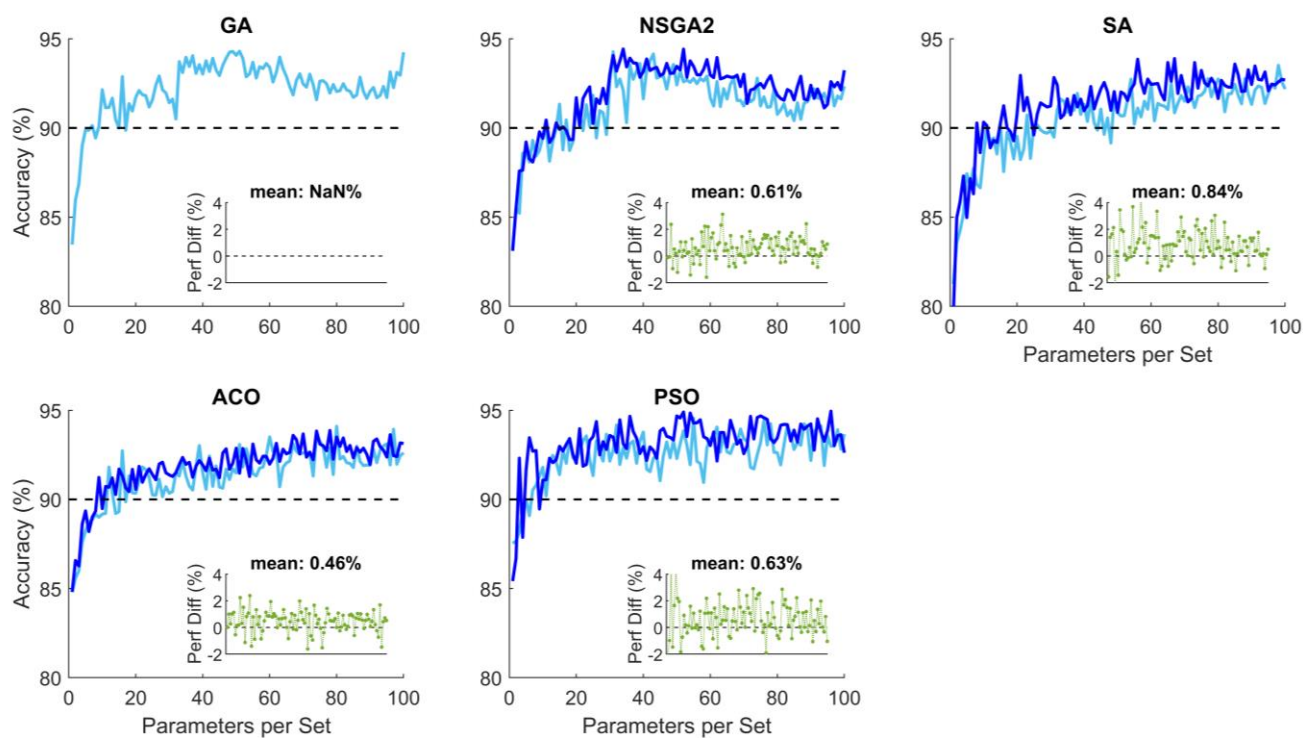 GA
95
90
85
80
Accuracy (%)
mean: NaN%
4
2
0
-2
Perf Diff (%)
0 20 40 60 80 100
NSGA2
95
90
85
80
mean: 0.61%
4
2
0
-2
Perf Diff (%)
0 20 40 60 80 100
SA
95
90
85
80
mean: 0.84%
4
2
0
-2
Perf Diff (%)
0 20 40 60 80 100
Parameters per Set
ACO
95
90
85
80
Accuracy (%)
mean: 0.46%
4
2
0
-2
Perf Diff (%)
0 20 40 60 80 100
Parameters per Set
PSO
95
90
85
80
mean: 0.63%
4
2
0
-2
Perf Diff (%)
0 20 40 60 80 100
Parameters per Set